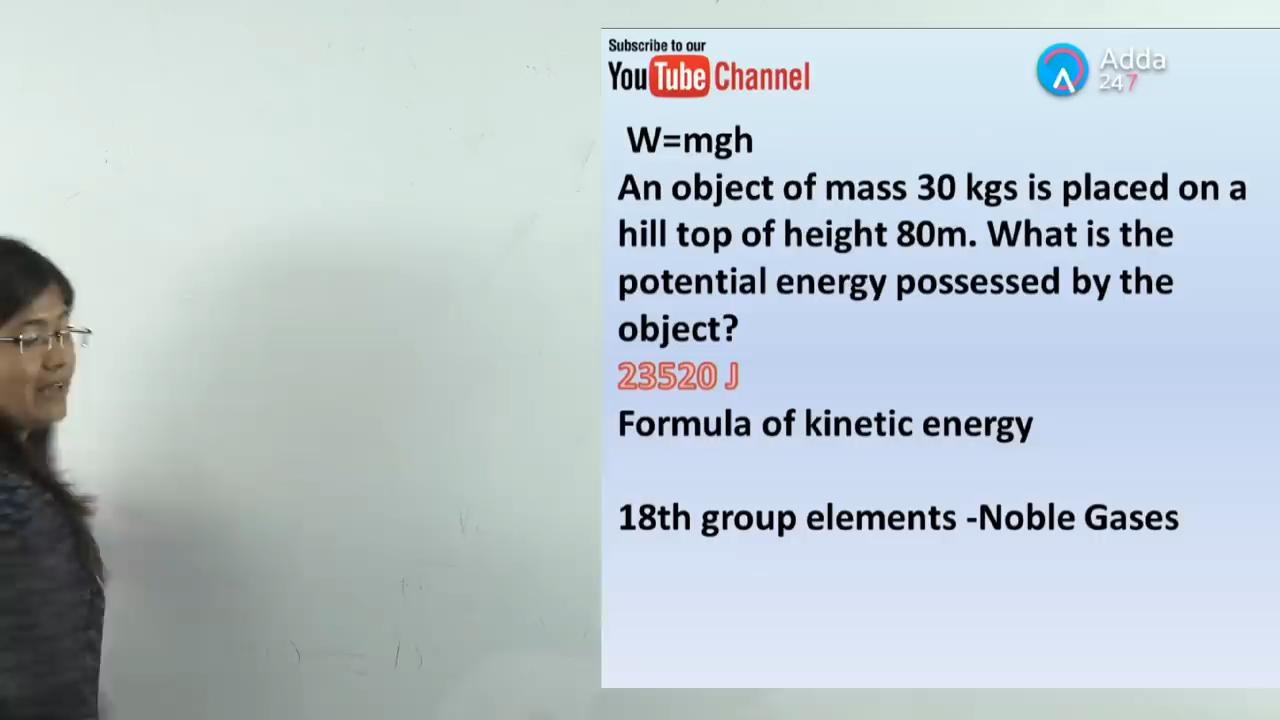 Subscribe to our
YouTube Channel
Adda
247
W=mgh
An object of mass 30 kgs is placed on a
hill top of height 80m. What is the
potential energy possessed by the
object?
23520 J
Formula of kinetic energy
18th group elements -Noble Gases